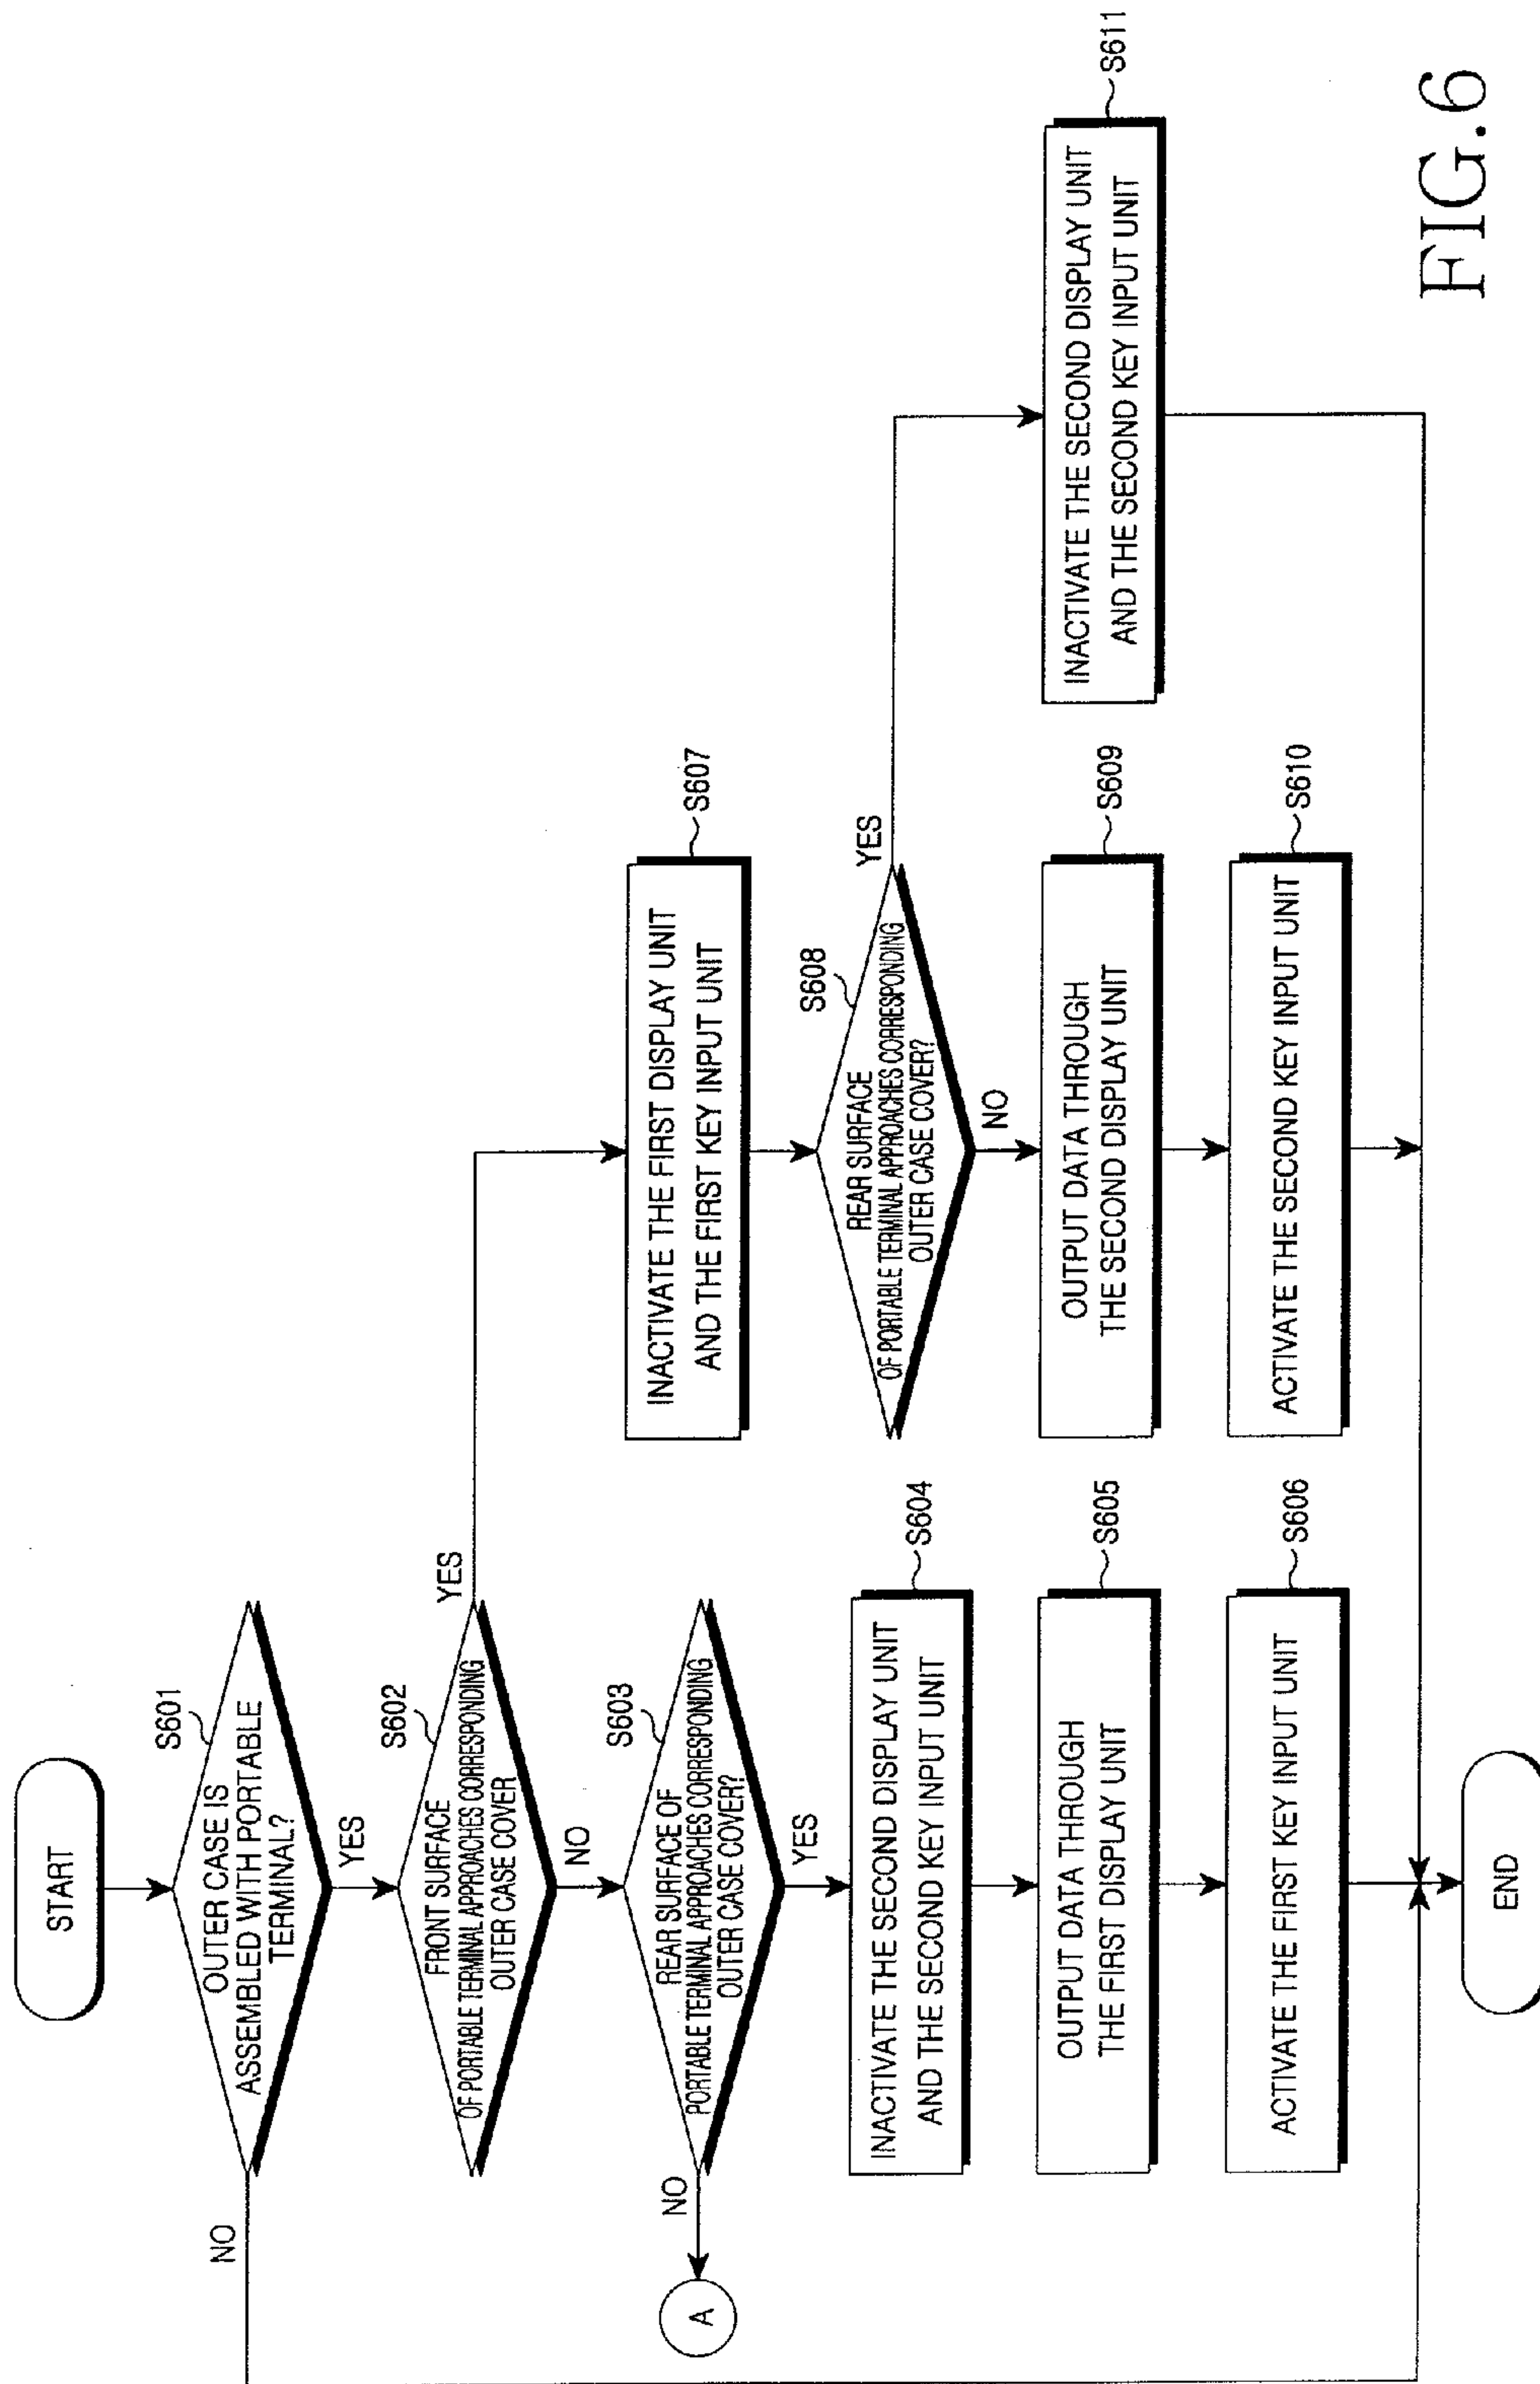 START
S601
OUTER CASE IS
ASSEMBLED WITH PORTABLE
TERMINAL?
NO
YES
S602
FRONT SURFACE
OF PORTABLE TERMINAL APPROACHES CORRESPONDING
OUTER CASE COVER
YES
NO
S603
REAR SURFACE OF
PORTABLE TERMINAL APPROACHES CORRESPONDING
OUTER CASE COVER?
NO
A
YES
INACTIVATE THE SECOND DISPLAY UNIT
AND THE SECOND KEY INPUT UNIT
S604
OUTPUT DATA THROUGH
THE FIRST DISPLAY UNIT
S605
ACTIVATE THE FIRST KEY INPUT UNIT
S606
INACTIVATE THE FIRST DISPLAY UNIT
AND THE FIRST KEY INPUT UNIT
S607
S608
REAR SURFACE
OF PORTABLE TERMINAL APPROACHES CORRESPONDING
OUTER CASE COVER?
YES
NO
OUTPUT DATA THROUGH
THE SECOND DISPLAY UNIT
S609
ACTIVATE THE SECOND KEY INPUT UNIT
S610
INACTIVATE THE SECOND DISPLAY UNIT
AND THE SECOND KEY INPUT UNIT
S611
END
FIG.6